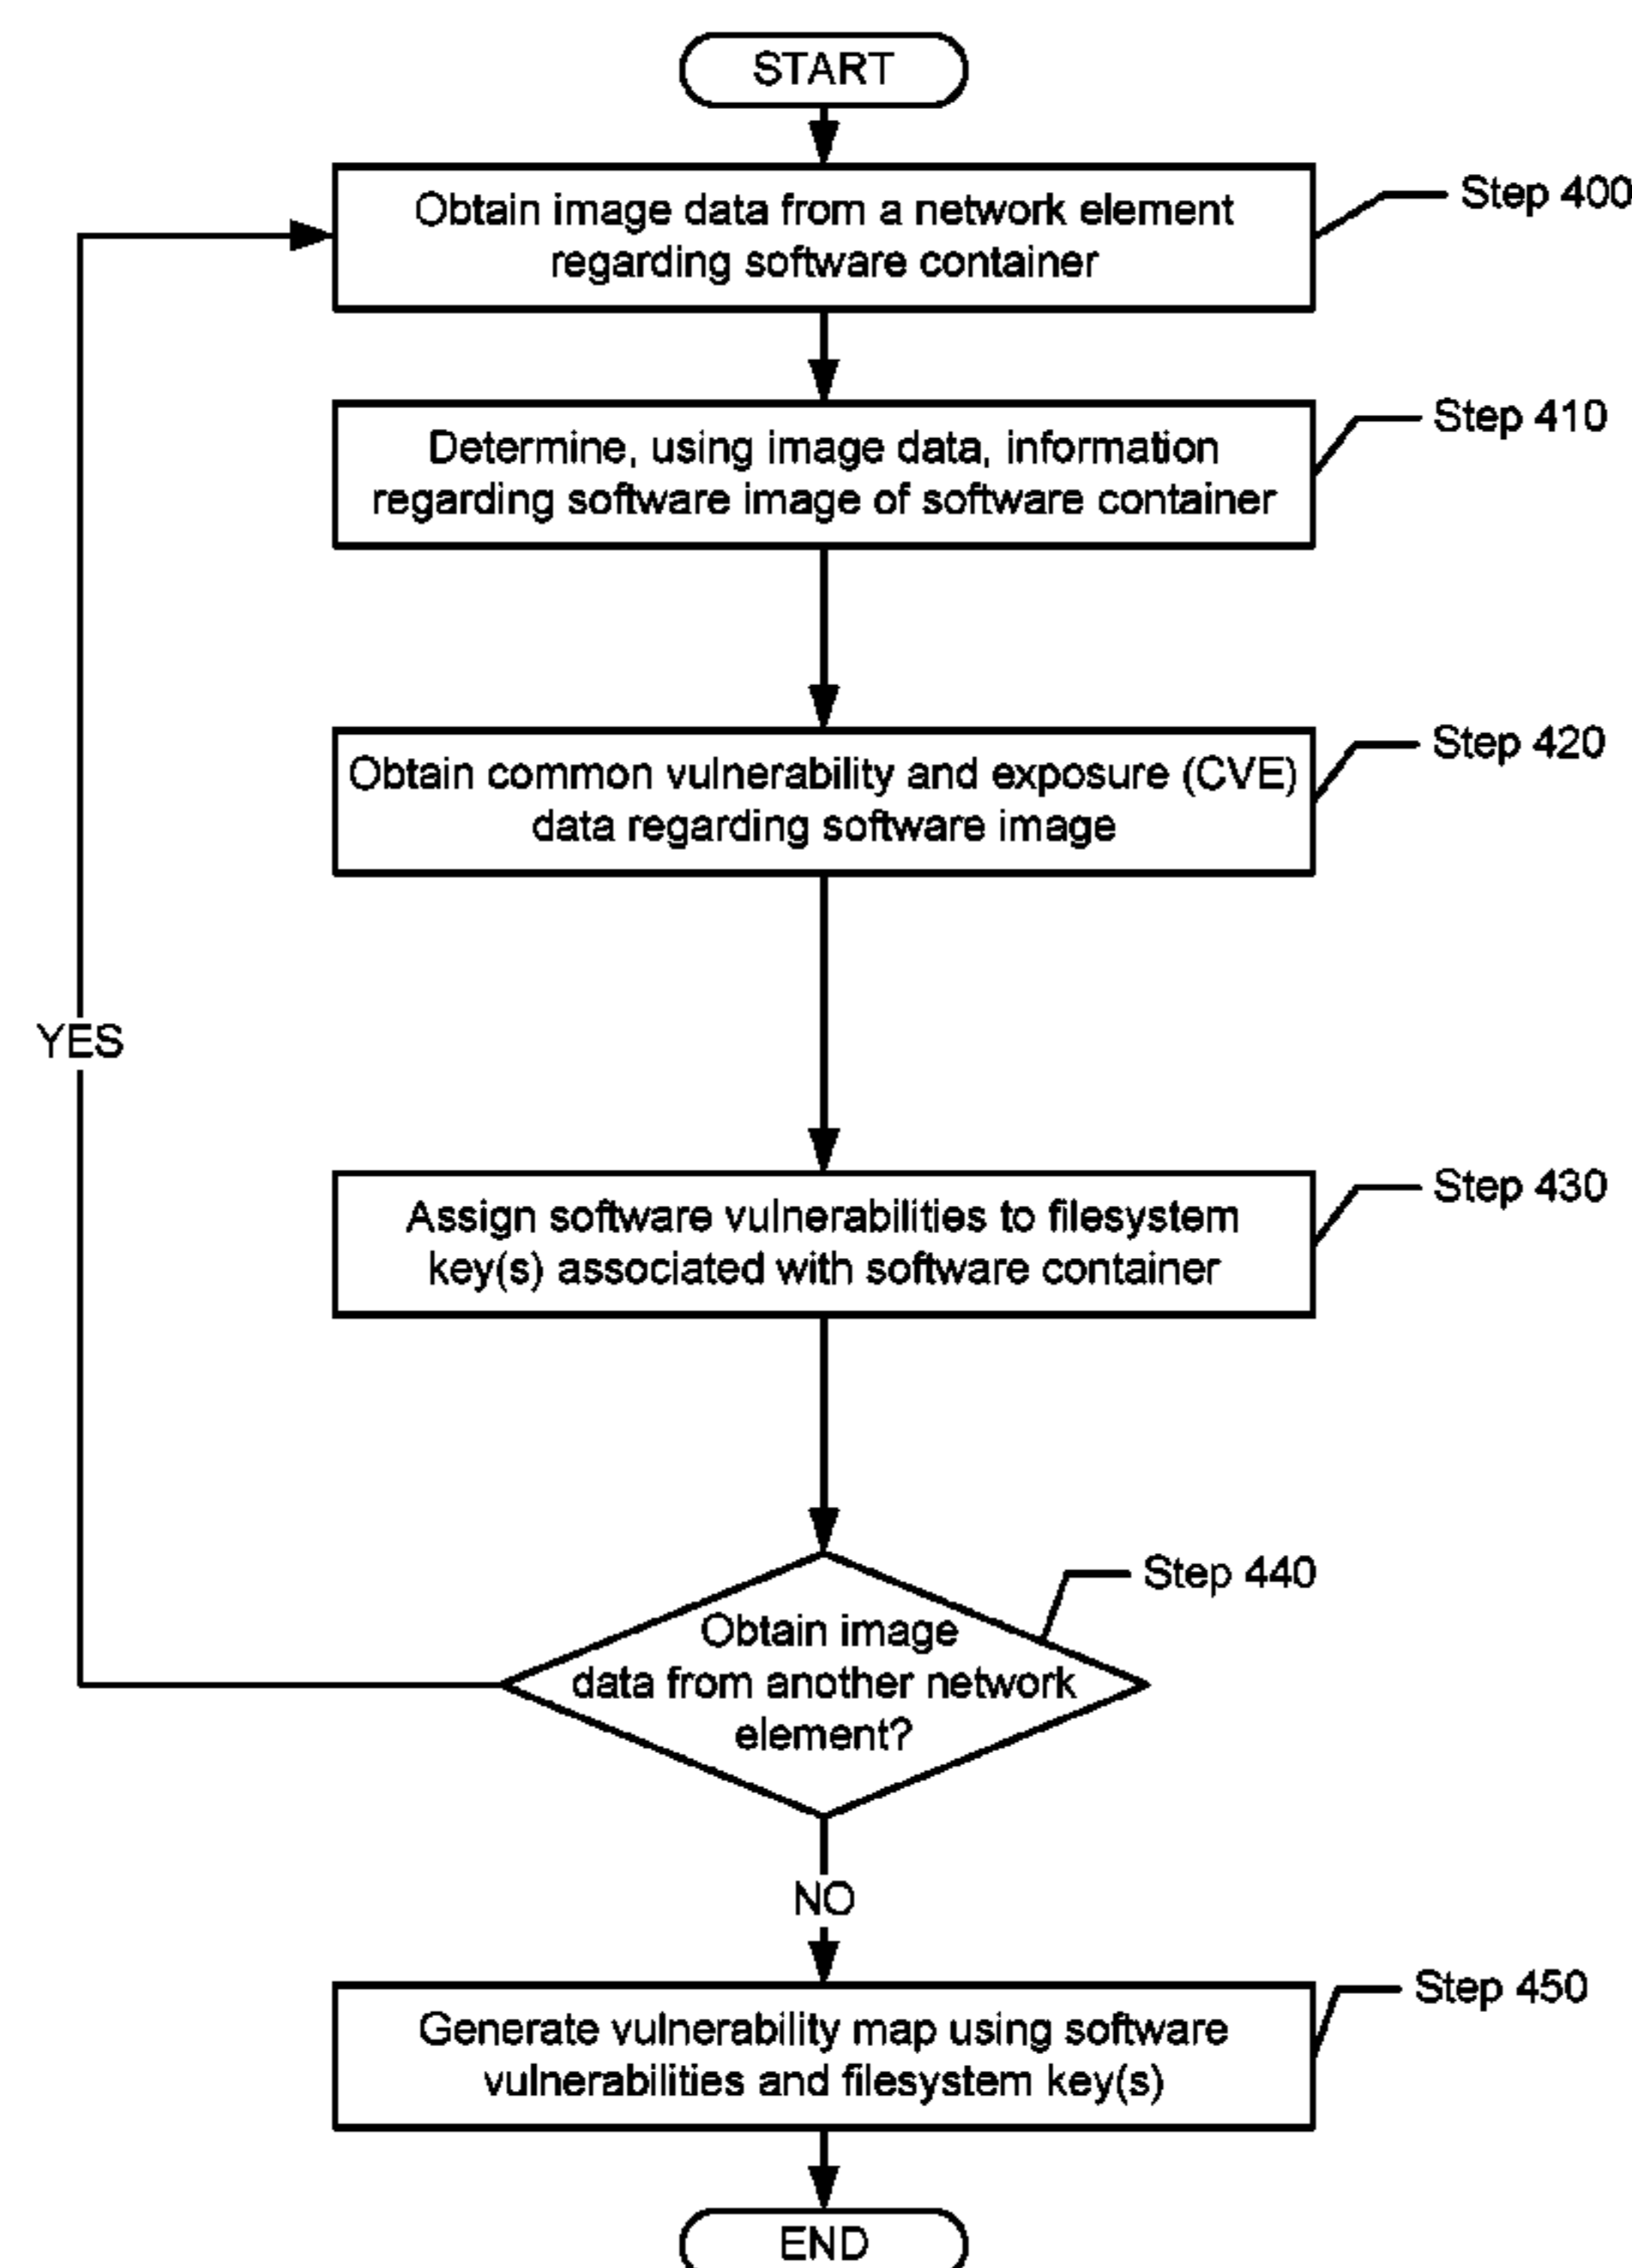 START
Obtain image data from a network element
regarding software container
Step 400
Determine, using image data, information
regarding software image of software container
Step 410
Obtain common vulnerability and exposure (CVE)
data regarding software image
Step 420
YES
Assign software vulnerabilities to filesystem
key(s) associated with software container
Step 430
Obtain image
data from another network
element?
Step 440
NO
Generate vulnerability map using software
vulnerabilities and filesystem key(s)
Step 450
END